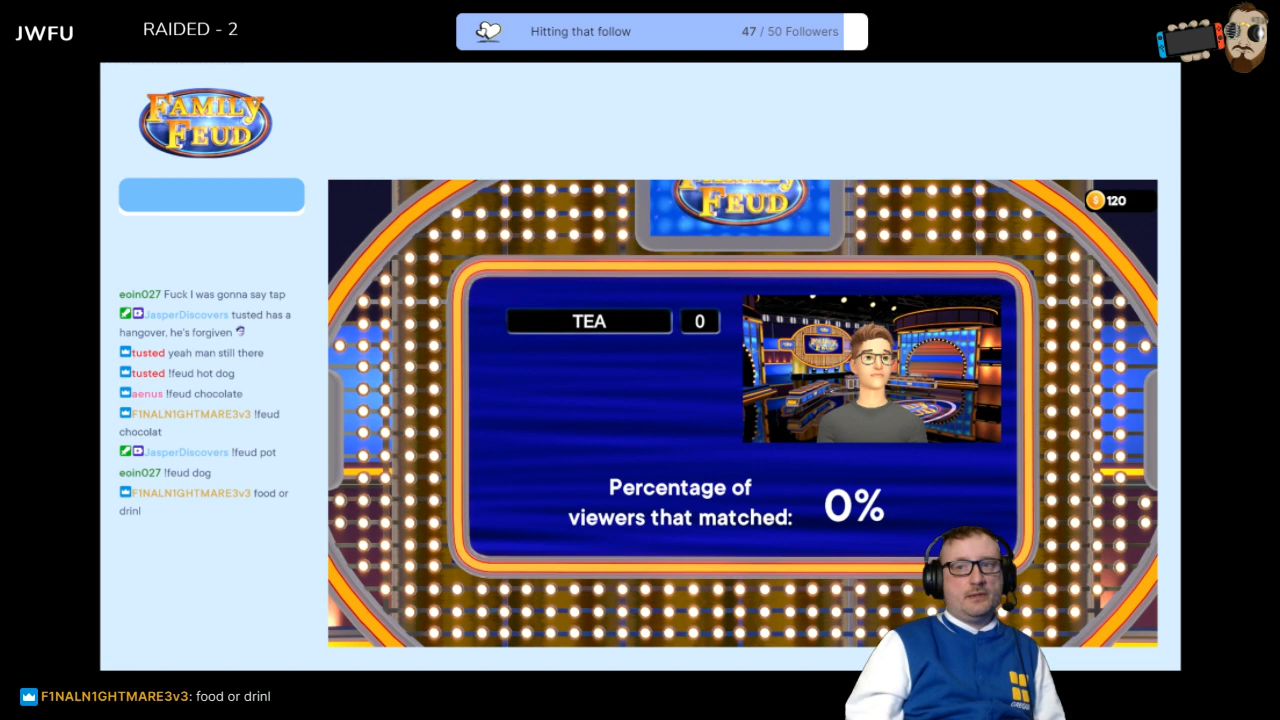 JWFU
RAIDED - 2
Hitting that follow
47 / 50 Followers
FAMILY
FEUD
FAMILY
FEUD
120
eoin027 Fuck I was gonna say tap
JasperDiscovers tusted has a
hangover, he's forgiven
tusted yeah man still there
tusted !feud hot dog
aenus !feud chocolate
F1NALN1GHTMARE3v3 !feud
chocolat
JasperDiscovers !feud pot
eoin027 !feud dog
F1NALN1GHTMARE3v3 food or
drinl
TEA
0
Percentage of
viewers that matched:
0%
F1NALN1GHTMARE3v3: food or drinl